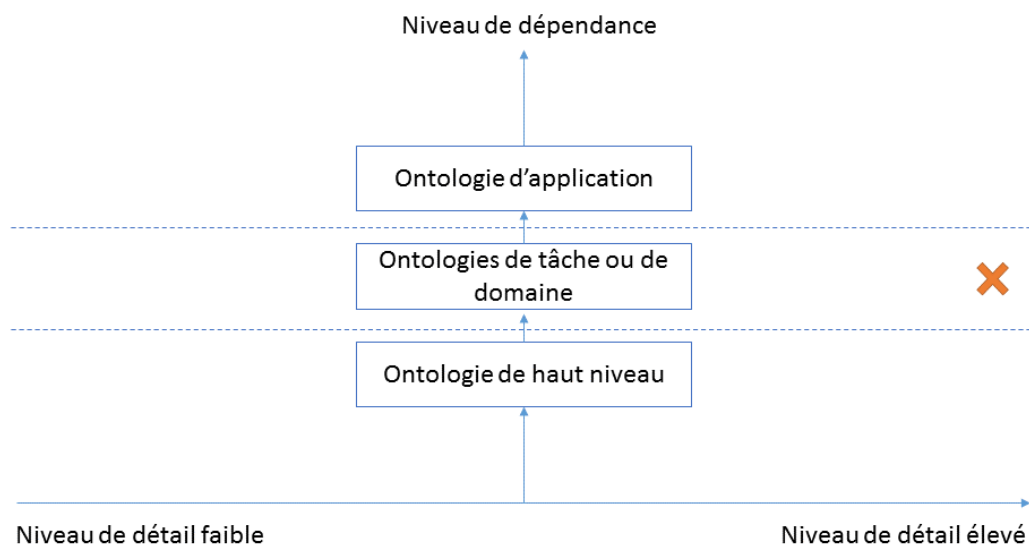 Niveau de dépendance
Ontologie d’application
Ontologies de tâche ou de
domaine
Ontologie de haut niveau
Niveau de détail faible
Niveau de détail élevé